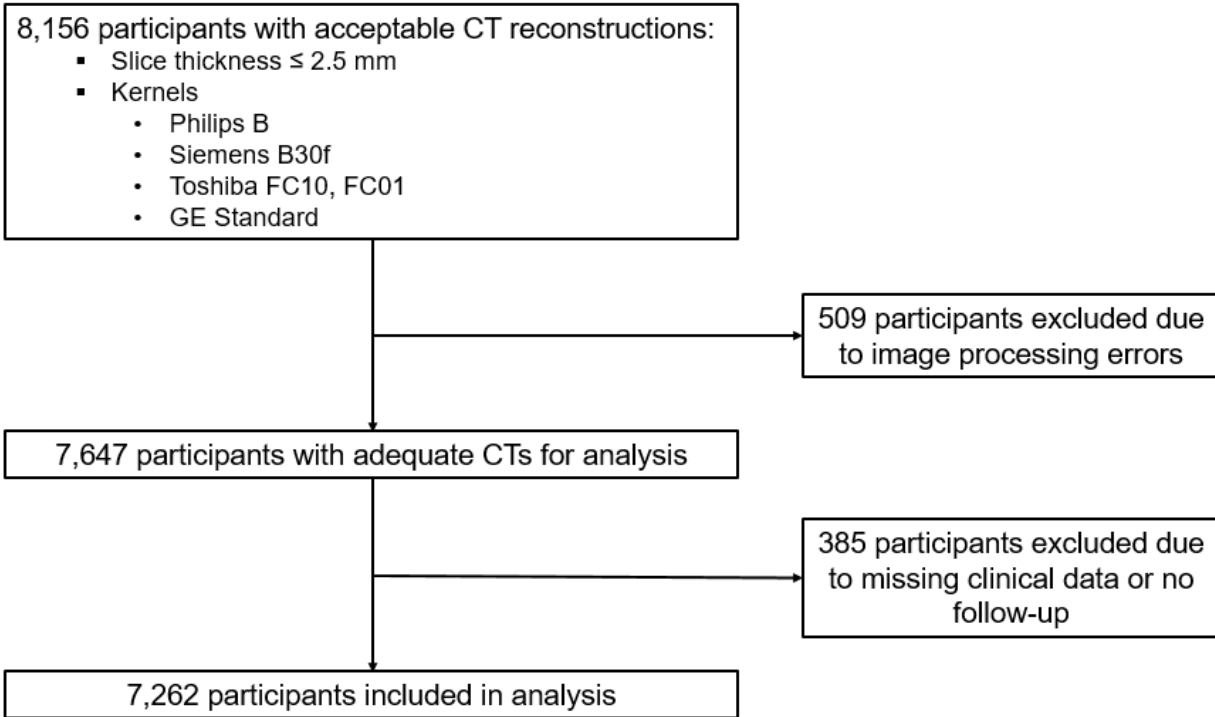 8,156 participants with acceptable CT reconstructions:
▪ Slice thickness ≤ 2.5 mm
▪ Kernels
• Philips B
• Siemens B30f
• Toshiba FC10, FC01
• GE Standard
509 participants excluded due
to image processing errors
7,647 participants with adequate CTs for analysis
385 participants excluded due
to missing clinical data or no
follow-up
7,262 participants included in analysis